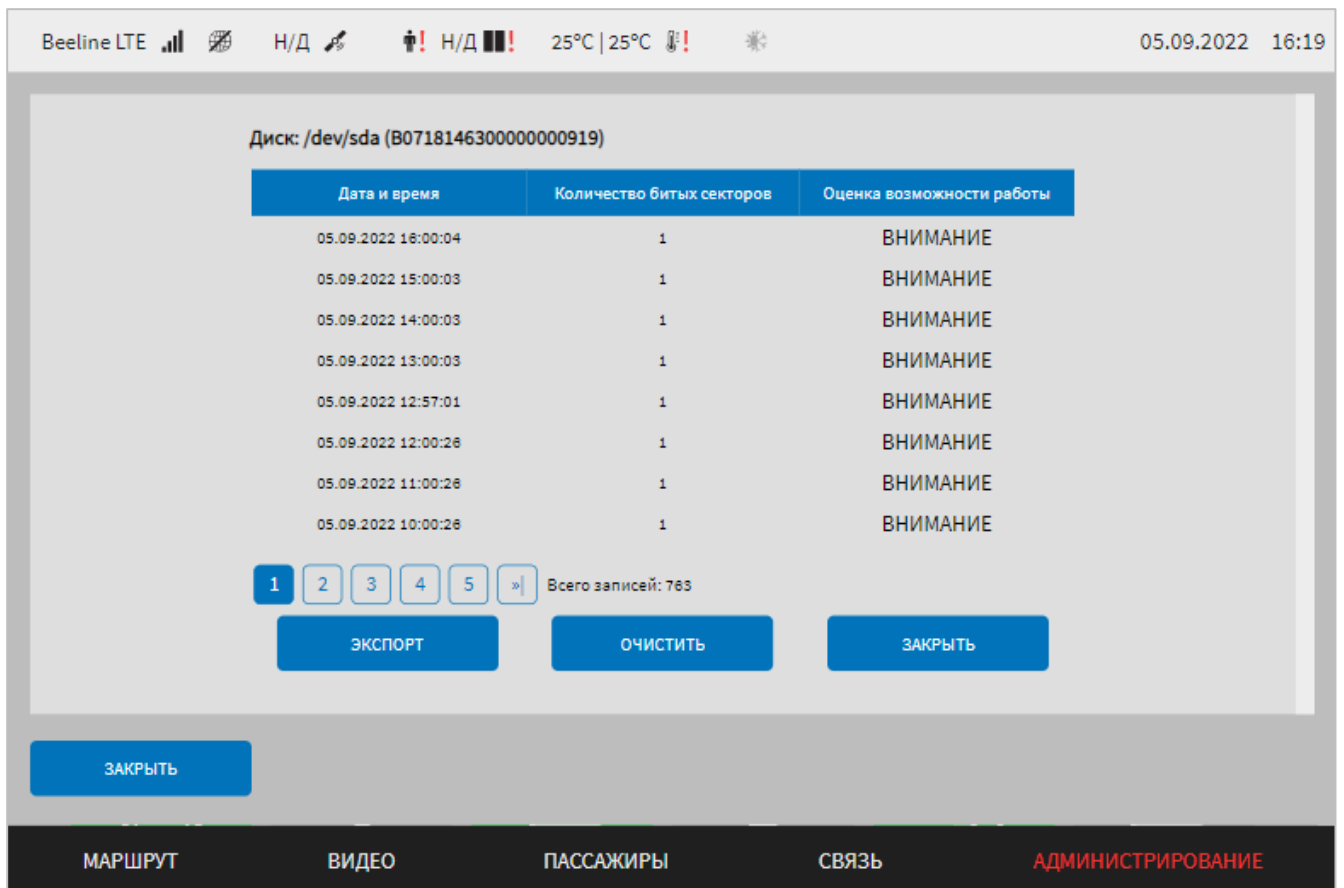 Beeline LTE Н/Д ! Н/Д ! 25°C | 25°C ! 05.09.2022 16:19
Диск: /dev/sda (B0718146300000000919)
Дата и время Количество битых секторов Оценка возможности работы
05.09.2022 16:00:04 1 ВНИМАНИЕ
05.09.2022 15:00:03 1 ВНИМАНИЕ
05.09.2022 14:00:03 1 ВНИМАНИЕ
05.09.2022 13:00:03 1 ВНИМАНИЕ
05.09.2022 12:57:01 1 ВНИМАНИЕ
05.09.2022 12:00:26 1 ВНИМАНИЕ
05.09.2022 11:00:26 1 ВНИМАНИЕ
05.09.2022 10:00:26 1 ВНИМАНИЕ
1 2 3 4 5 »| Всего записей: 763
ЭКСПОРТ ОЧИСТИТЬ ЗАКРЫТЬ
ЗАКРЫТЬ
МАРШРУТ ВИДЕО ПАССАЖИРЫ СВЯЗЬ АДМИНИСТРИРОВАНИЕ